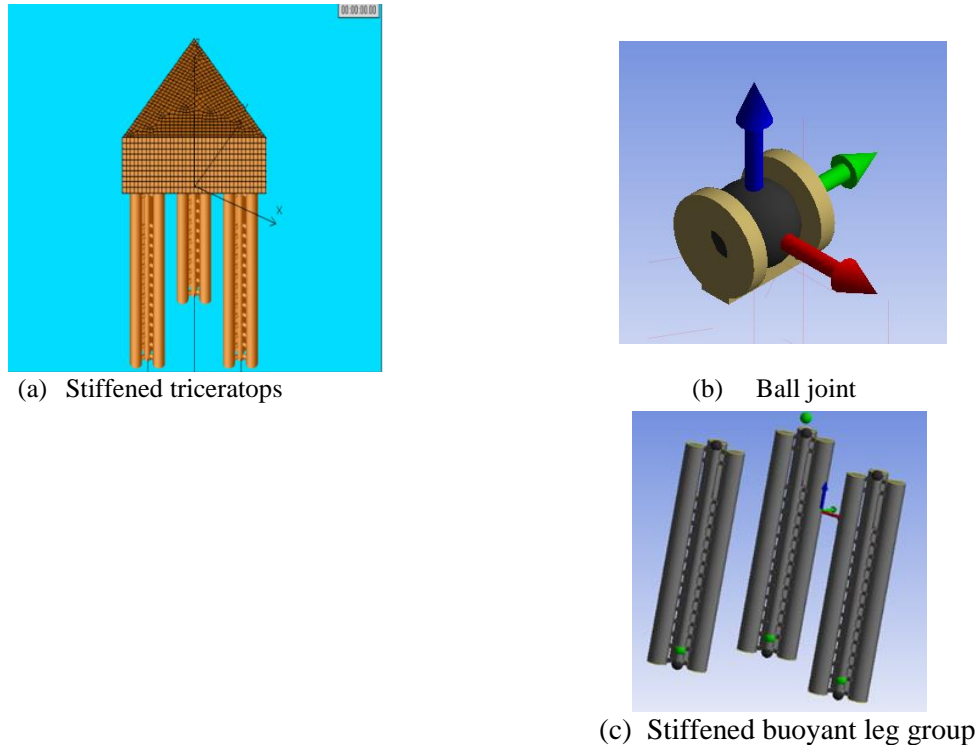 00:00:00.00
X
(a) Stiffened triceratops
(b) Ball joint
(c) Stiffened buoyant leg group